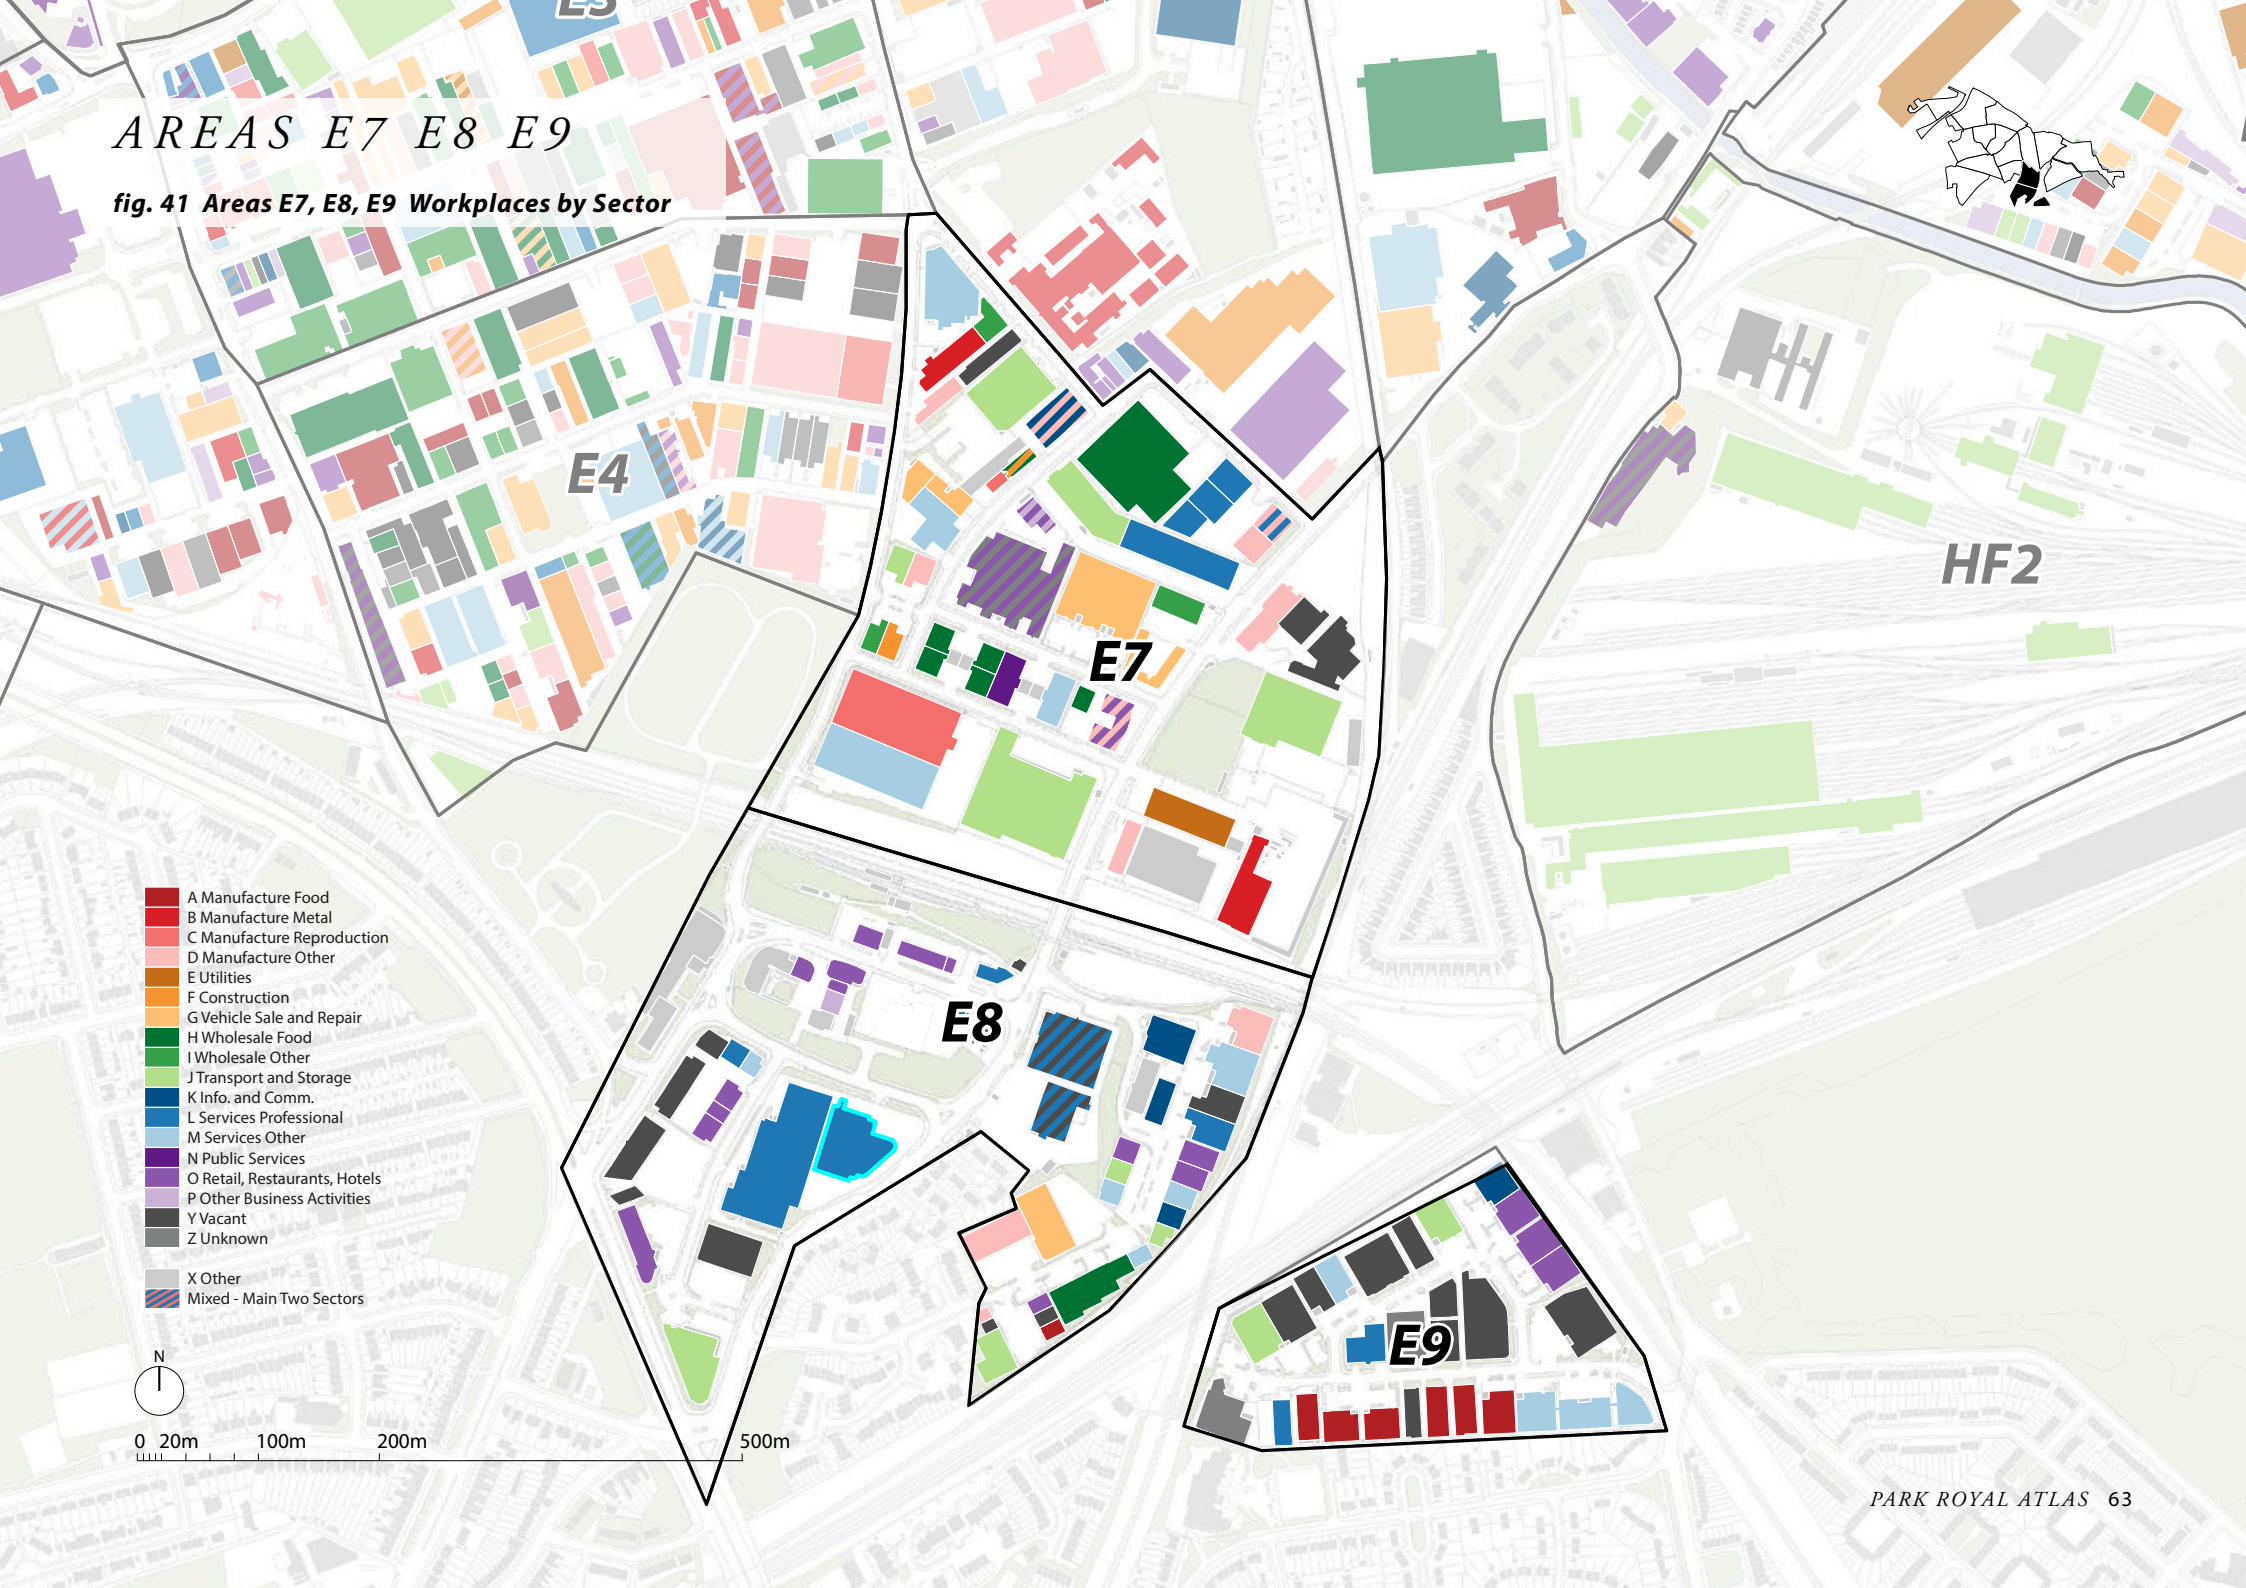 E3
AREAS E7 E8 E9
fig. 41 Areas E7, E8, E9 Workplaces by Sector
E4
HF2
E7
E8
E9
A Manufacture Food
B Manufacture Metal
C Manufacture Reproduction
D Manufacture Other
E Utilities
F Construction
G Vehicle Sale and Repair
H Wholesale Food
I Wholesale Other
J Transport and Storage
K Info. and Comm.
L Services Professional
M Services Other
N Public Services
O Retail, Restaurants, Hotels
P Other Business Activities
Y Vacant
Z Unknown
X Other
Mixed - Main Two Sectors
N
0 20m 100m 200m 500m
PARK ROYAL ATLAS 63